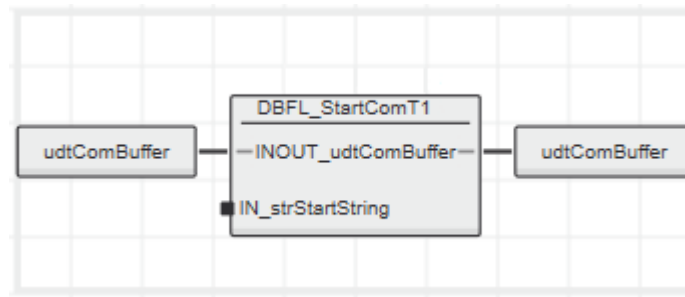 DBFL_StartComT1
udtComBuffer
INOUT_udtComBuffer
udtComBuffer
IN_strStartString